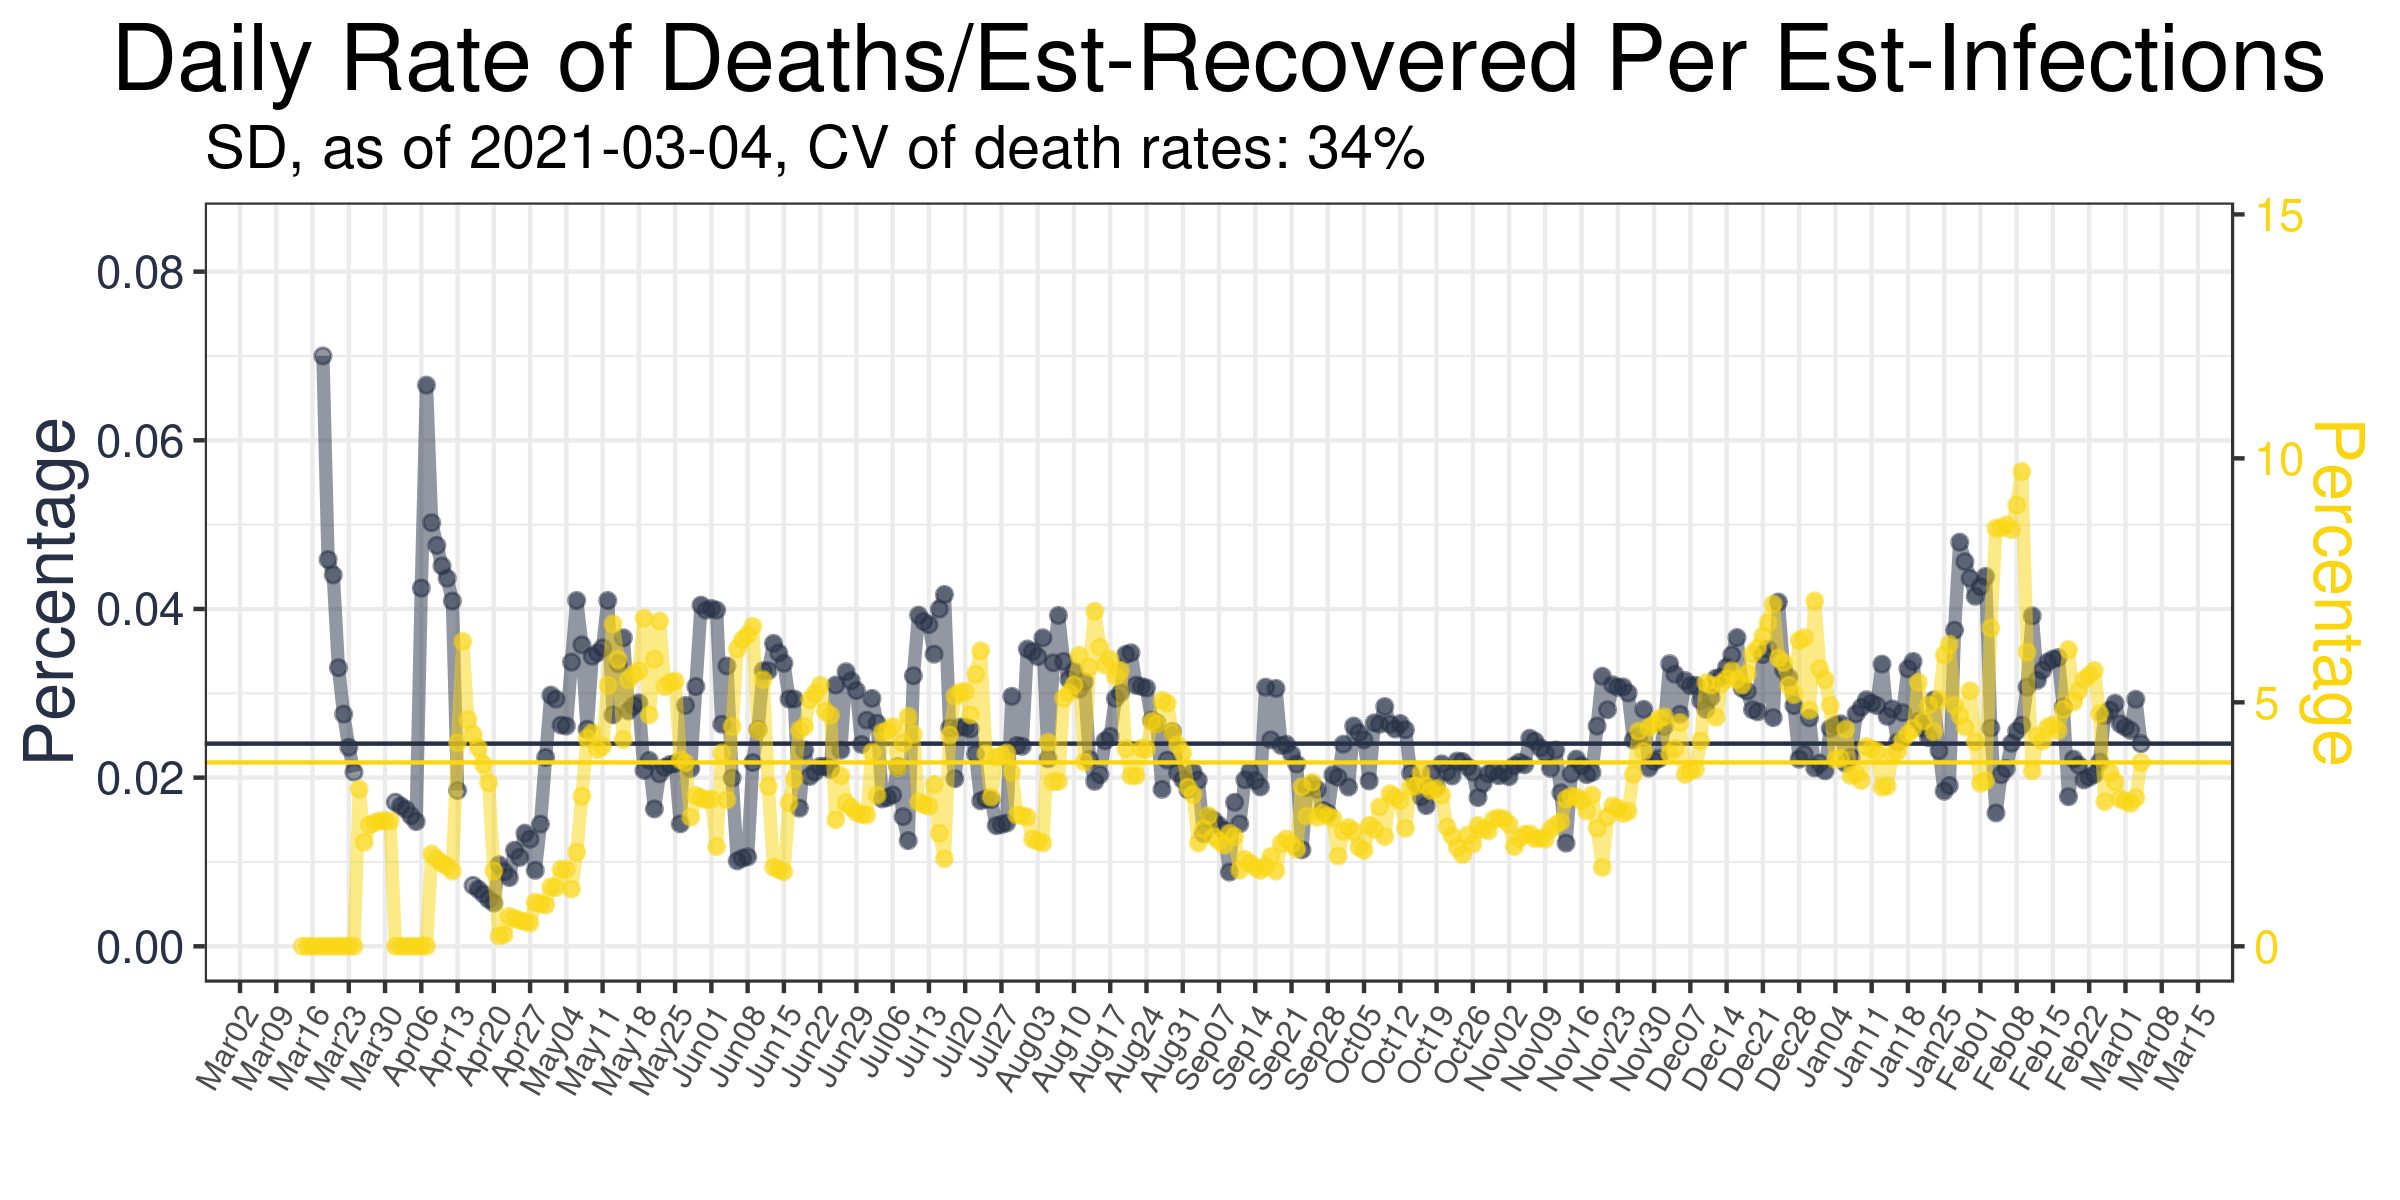 Daily Rate of Deaths/Est-Recovered Per Est-Infections
SD, as of 2021-03-04, CV of death rates: 34%
Percentage
0.08
0.06
0.04
0.02
0.00
15
10
5
0
Percentage
Mar02
Mar09
Mar16
Mar23
Mar30
Apr06
Apr13
Apr20
Apr27
May04
May11
May18
May25
Jun01
Jun08
Jun15
Jun22
Jun29
Jul06
Jul13
Jul20
Jul27
Aug03
Aug10
Aug17
Aug24
Aug31
Sep07
Sep14
Sep21
Sep28
Oct05
Oct12
Oct19
Oct26
Nov02
Nov09
Nov16
Nov23
Nov30
Dec07
Dec14
Dec21
Dec28
Jan04
Jan11
Jan18
Jan25
Feb01
Feb08
Feb15
Feb22
Mar01
Mar08
Mar15